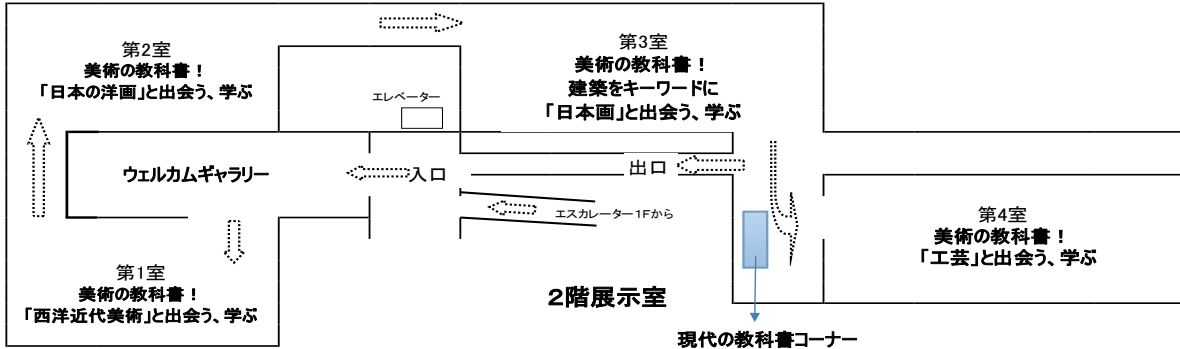 第2室
美術の教科書！
「日本の洋画」と出会う、学ぶ
第3室
美術の教科書！
建築をキーワードに
「日本画」と出会う、学ぶ
エレベーター
ウェルカムギャラリー
入口
出口
エスカレーター1Fから
第1室
美術の教科書！
「西洋近代美術」と出会う、学ぶ
第4室
美術の教科書！
「工芸」と出会う、学ぶ
2階展示室
現代の教科書コーナー